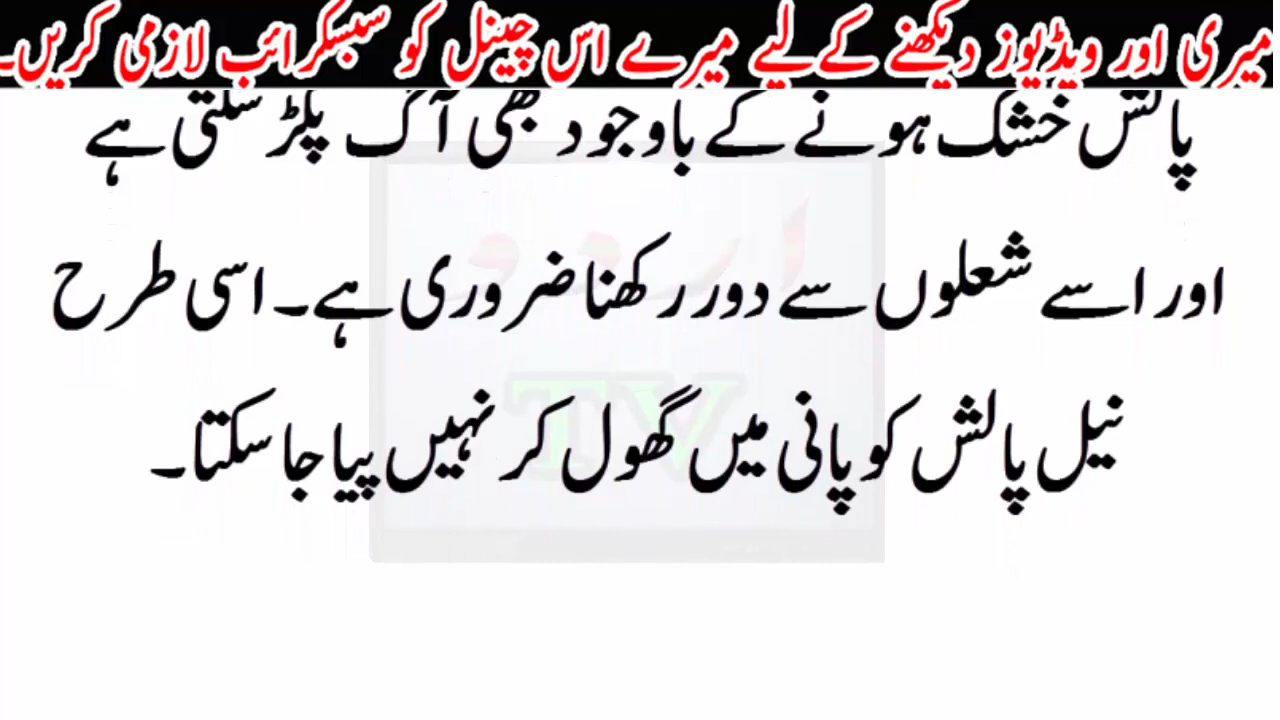 میری اور ویڈیوز دیکھنے کے لیے میرے اس چینل کو سبسکرائب لازمی کریں۔
پالش خشک ہونے کے باوجود بھی آگ پکڑ سکتی ہے
اور اسے شعلوں سے دور رکھنا ضروری ہے۔ اسی طرح
نیل پالش کو پانی میں گھول کر نہیں پیا جا سکتا۔
اردو
TV